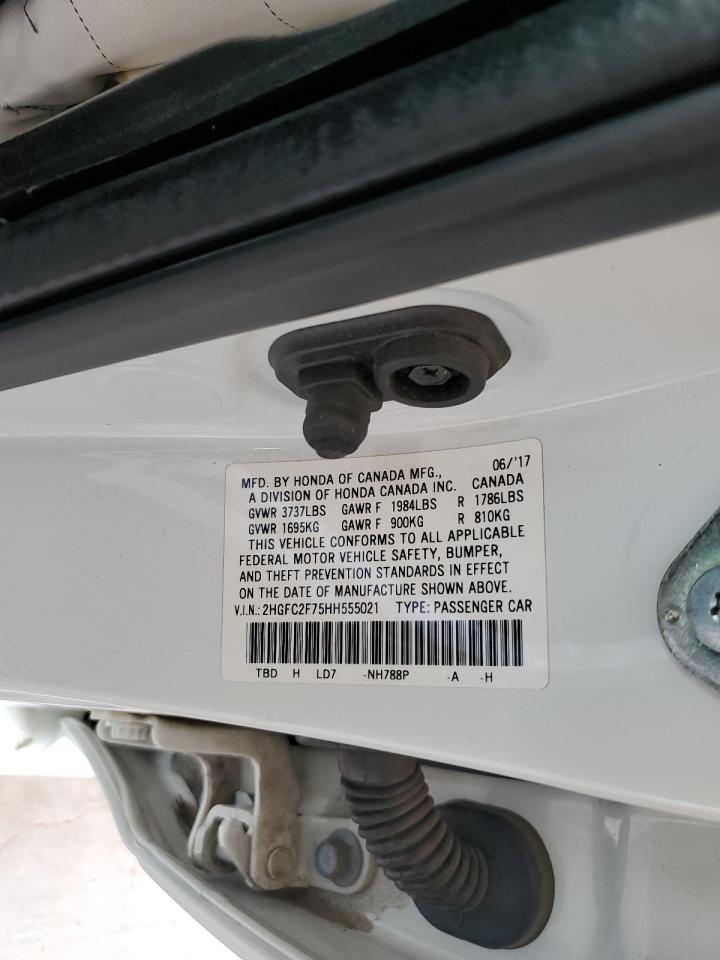 06/'17
MFD. BY HONDA OF CANADA MFG.,
A DIVISION OF HONDA CANADA INC. CANADA
GVWR 3737LBS GAWR F 1984LBS R 1786LBS
GVWR 1695KG GAWR F 900KG R 810KG
THIS VEHICLE CONFORMS TO ALL APPLICABLE
FEDERAL MOTOR VEHICLE SAFETY, BUMPER,
AND THEFT PREVENTION STANDARDS IN EFFECT
ON THE DATE OF MANUFACTURE SHOWN ABOVE.
V.I.N.: 2HGFC2F75HH555021 TYPE: PASSENGER CAR
TBD H LD7 -NH788P -A -H